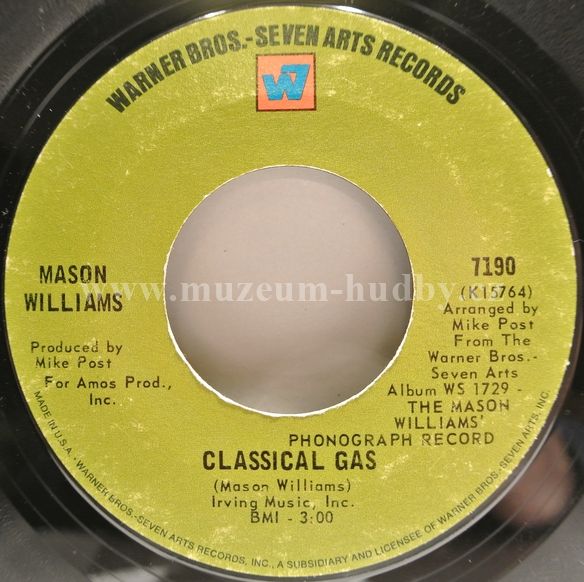 WARNER BROS.-SEVEN ARTS RECORDS
W7
MASON
WILLIAMS
Produced by
Mike Post
For Amos Prod.,
Inc.
7190
(K15764)
Arranged by
Mike Post
From The
Warner Bros.-
Seven Arts
Album WS 1729 -
THE MASON
WILLIAMS'
PHONOGRAPH RECORD
www.muzeum-hudby.cz
CLASSICAL GAS
(Mason Williams)
Irving Music, Inc.
BMI - 3:00
MADE IN U.S.A. - WARNER BROS.-SEVEN ARTS RECORDS, INC., A SUBSIDIARY AND LICENSEE OF WARNER BROS.-SEVEN ARTS, INC.